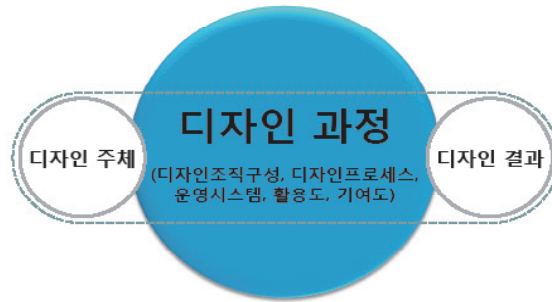 디자인 주체
디자인 과정
(디자인조직구성, 디자인프로세스,
운영시스템, 활용도, 기여도)
디자인 결과